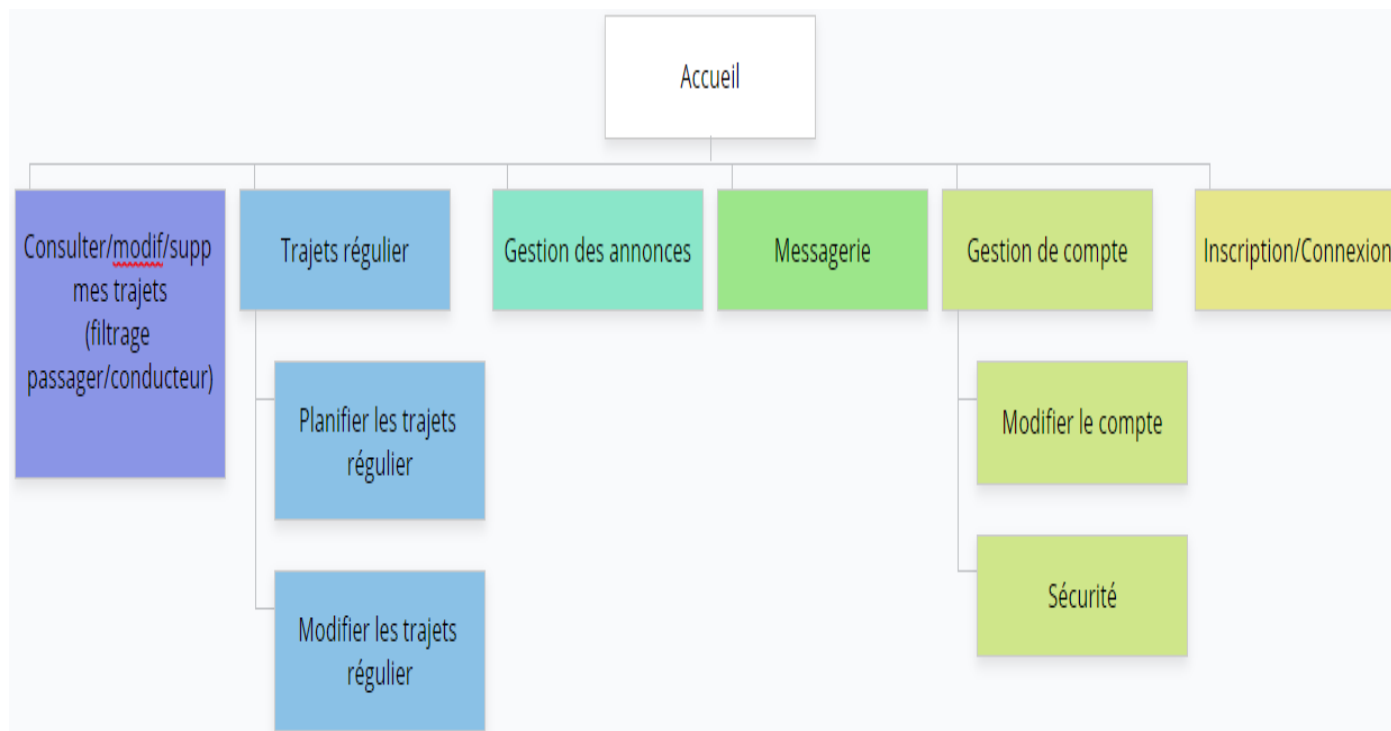 Accueil
Consulter/modif/supp
mes trajets
(filtrage
passager/conducteur)
Trajets régulier
Planifier les trajets
régulier
Modifier les trajets
régulier
Gestion des annonces
Messagerie
Gestion de compte
Modifier le compte
Sécurité
Inscription/Connexion